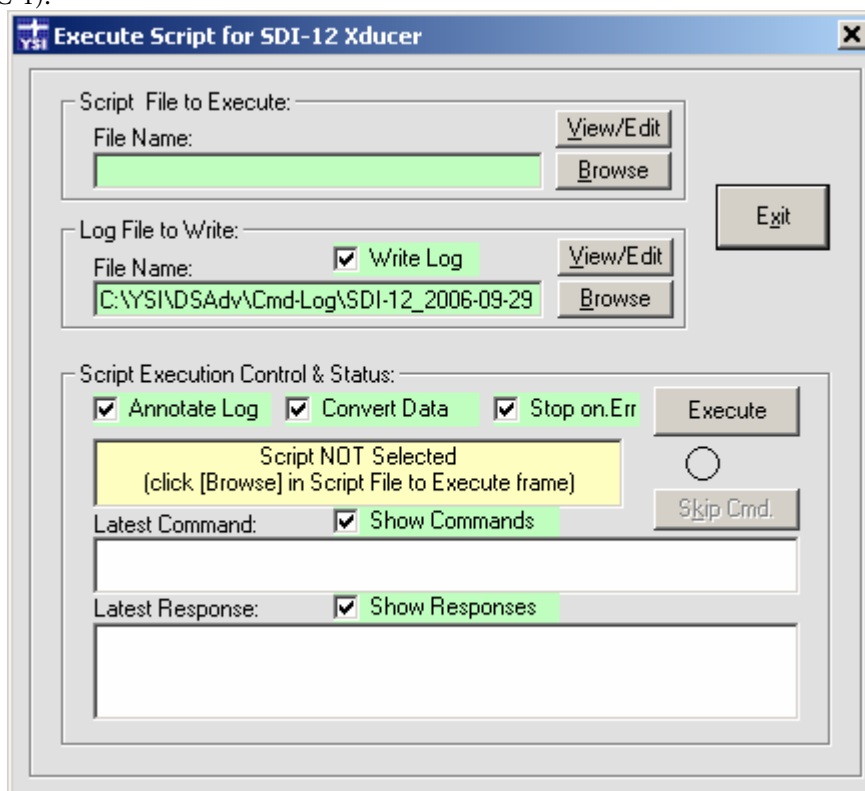 C-1).
YSI Execute Script for SDI-12 Xducer
Script File to Execute:
File Name:
View/Edit
Browse
Exit
Log File to Write:
File Name:
Write Log
View/Edit
C:\YSI\DSAdv\Cmd-Log\SDI-12_2006-09-29
Browse
Script Execution Control & Status:
Annotate Log Convert Data Stop on.Err
Execute
Script NOT Selected
(click [Browse] in Script File to Execute frame)
Skip Cmd.
Latest Command:
Show Commands
Latest Response:
Show Responses